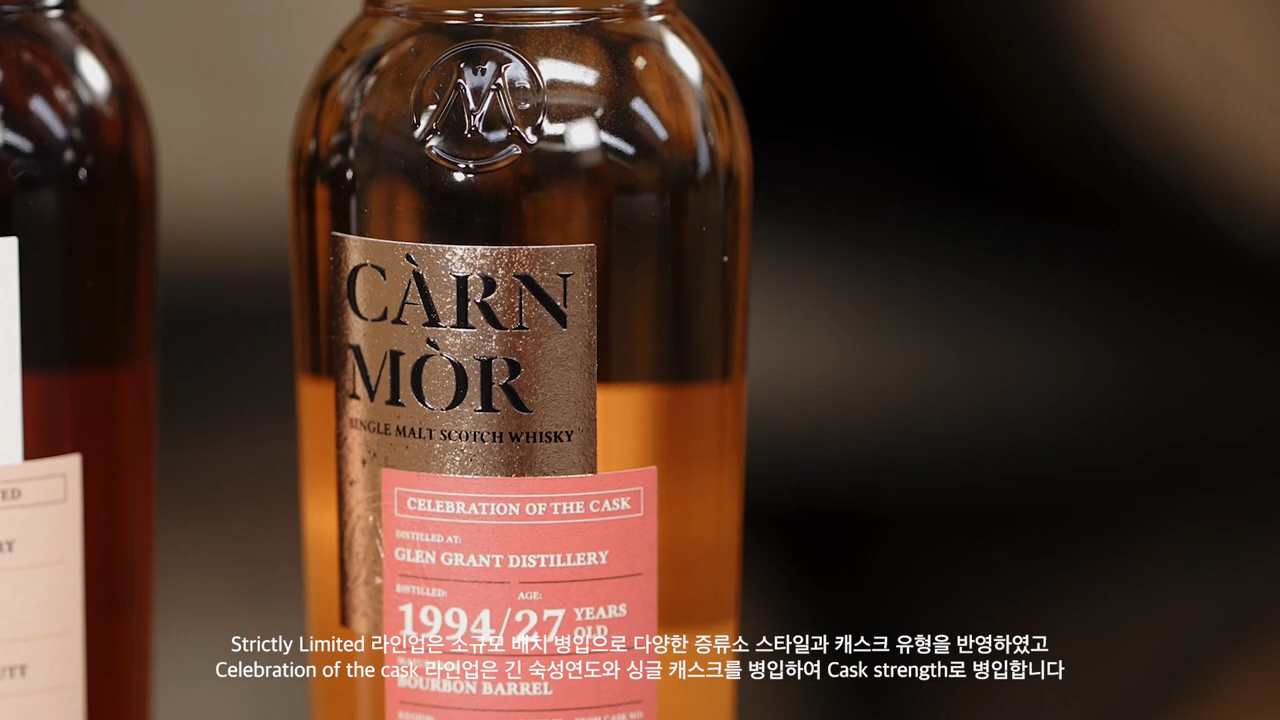 CÀRN
MÒR
SINGLE MALT SCOTCH WHISKY
CELEBRATION OF THE CASK
DISTILLED AT:
GLEN GRANT DISTILLERY
DISTILLED: AGE:
1994/27 YEARS OLD
BOURBON BARREL
Strictly Limited 라인업은 소규모 배치 병입으로 다양한 증류소 스타일과 캐스크 유형을 반영하였고
Celebration of the cask 라인업은 긴 숙성연도와 싱글 캐스크를 병입하여 Cask strength로 병입합니다